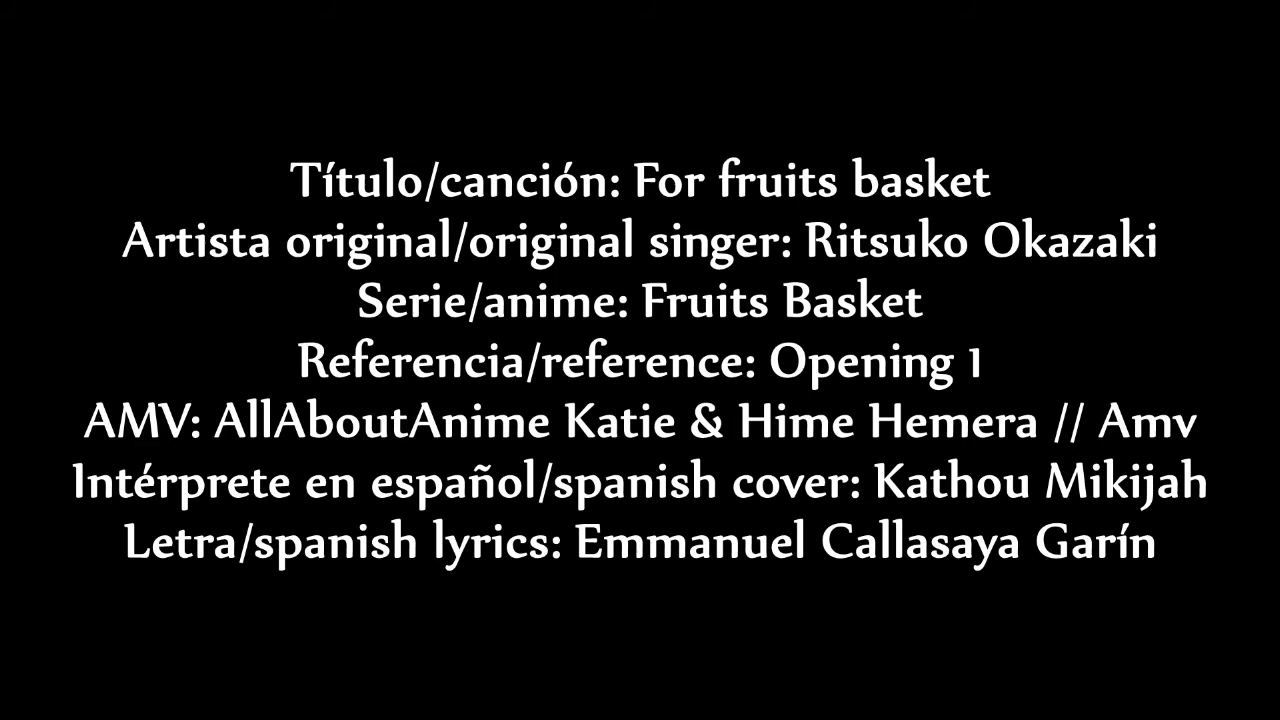 Título/canción: For fruits basket
Artista original/original singer: Ritsuko Okazaki
Serie/anime: Fruits Basket
Referencia/reference: Opening 1
AMV: AllAboutAnime Katie & Hime Hemera // Amv
Intérprete en español/spanish cover: Kathou Mikijah
Letra/spanish lyrics: Emmanuel Callasaya Garín